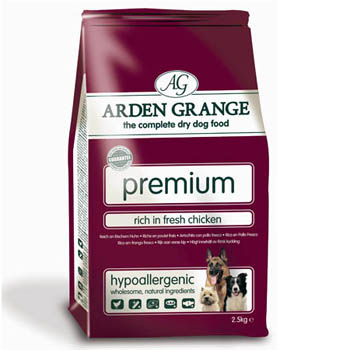 AG
ARDEN GRANGE
the complete dry dog food
GUARANTEE
premium
rich in fresh chicken
hypoallergenic
wholesome, natural ingredients
2.5kg e